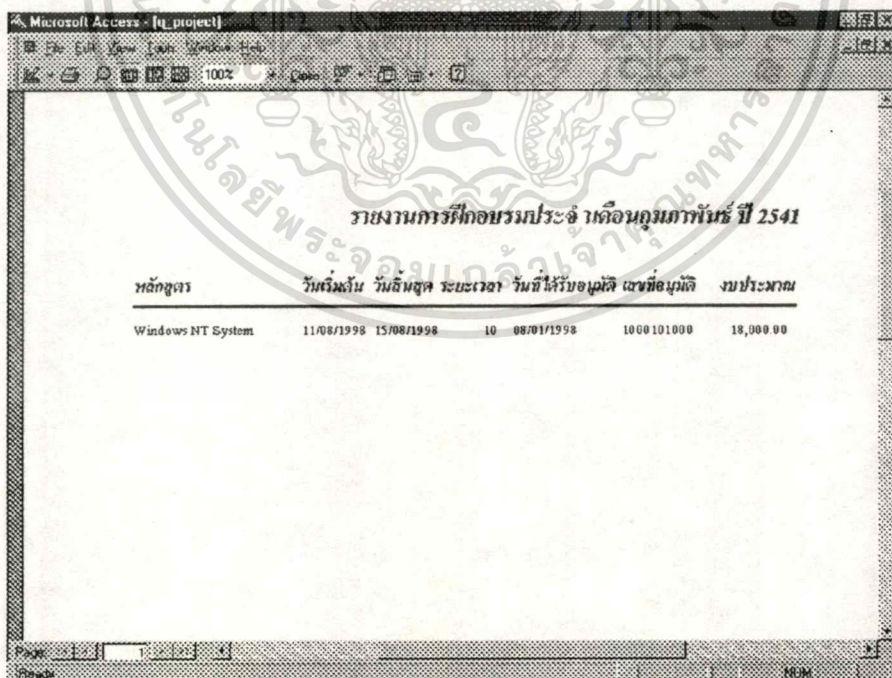 Microsoft Access - [q_project]
File Edit View Tools Window Help
100% Close
รายงานการฝึกอบรมประจำ เดือนกุมภาพันธ์ ปี 2541
หลักสูตร วันเริ่มต้น วันสิ้นสุด ระยะเวลา วันที่ได้รับอนุมัติ เลขที่อนุมัติ งบประมาณ
Windows NT System 11/08/1998 15/08/1998 10 08/01/1998 1000101000 18,000.00
Page: 1
Ready NUM